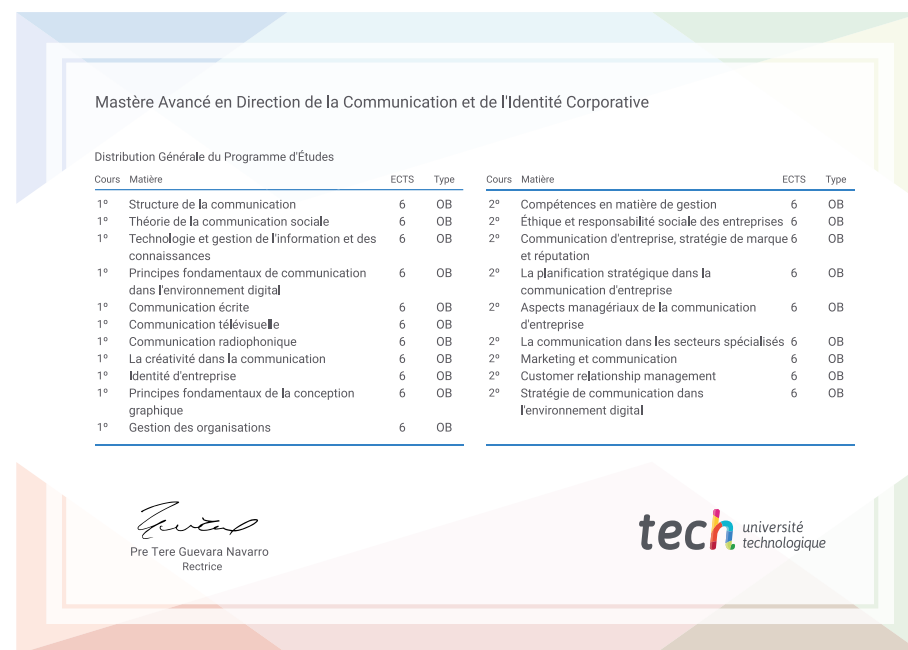 Mastère Avancé en Direction de la Communication et de l'Identité Corporative
Distribution Générale du Programme d'Études
Cours Matière ECTS Type
1º Structure de la communication 6 OB
1º Théorie de la communication sociale 6 OB
1º Technologie et gestion de l'information et des 6 OB
connaissances
1º Principes fondamentaux de communication 6 OB
dans l'environnement digital
1º Communication écrite 6 OB
1º Communication télévisuelle 6 OB
1º Communication radiophonique 6 OB
1º La créativité dans la communication 6 OB
1º Identité d'entreprise 6 OB
1º Principes fondamentaux de la conception 6 OB
graphique
1º Gestion des organisations 6 OB
Cours Matière ECTS Type
2º Compétences en matière de gestion 6 OB
2º Éthique et responsabilité sociale des entreprises 6 OB
2º Communication d'entreprise, stratégie de marque 6 OB
et réputation
2º La planification stratégique dans la 6 OB
communication d'entreprise
2º Aspects managériaux de la communication 6 OB
d'entreprise
2º La communication dans les secteurs spécialisés 6 OB
2º Marketing et communication 6 OB
2º Customer relationship management 6 OB
2º Stratégie de communication dans 6 OB
l'environnement digital
Pre Tere Guevara Navarro
Rectrice
tech université
technologique